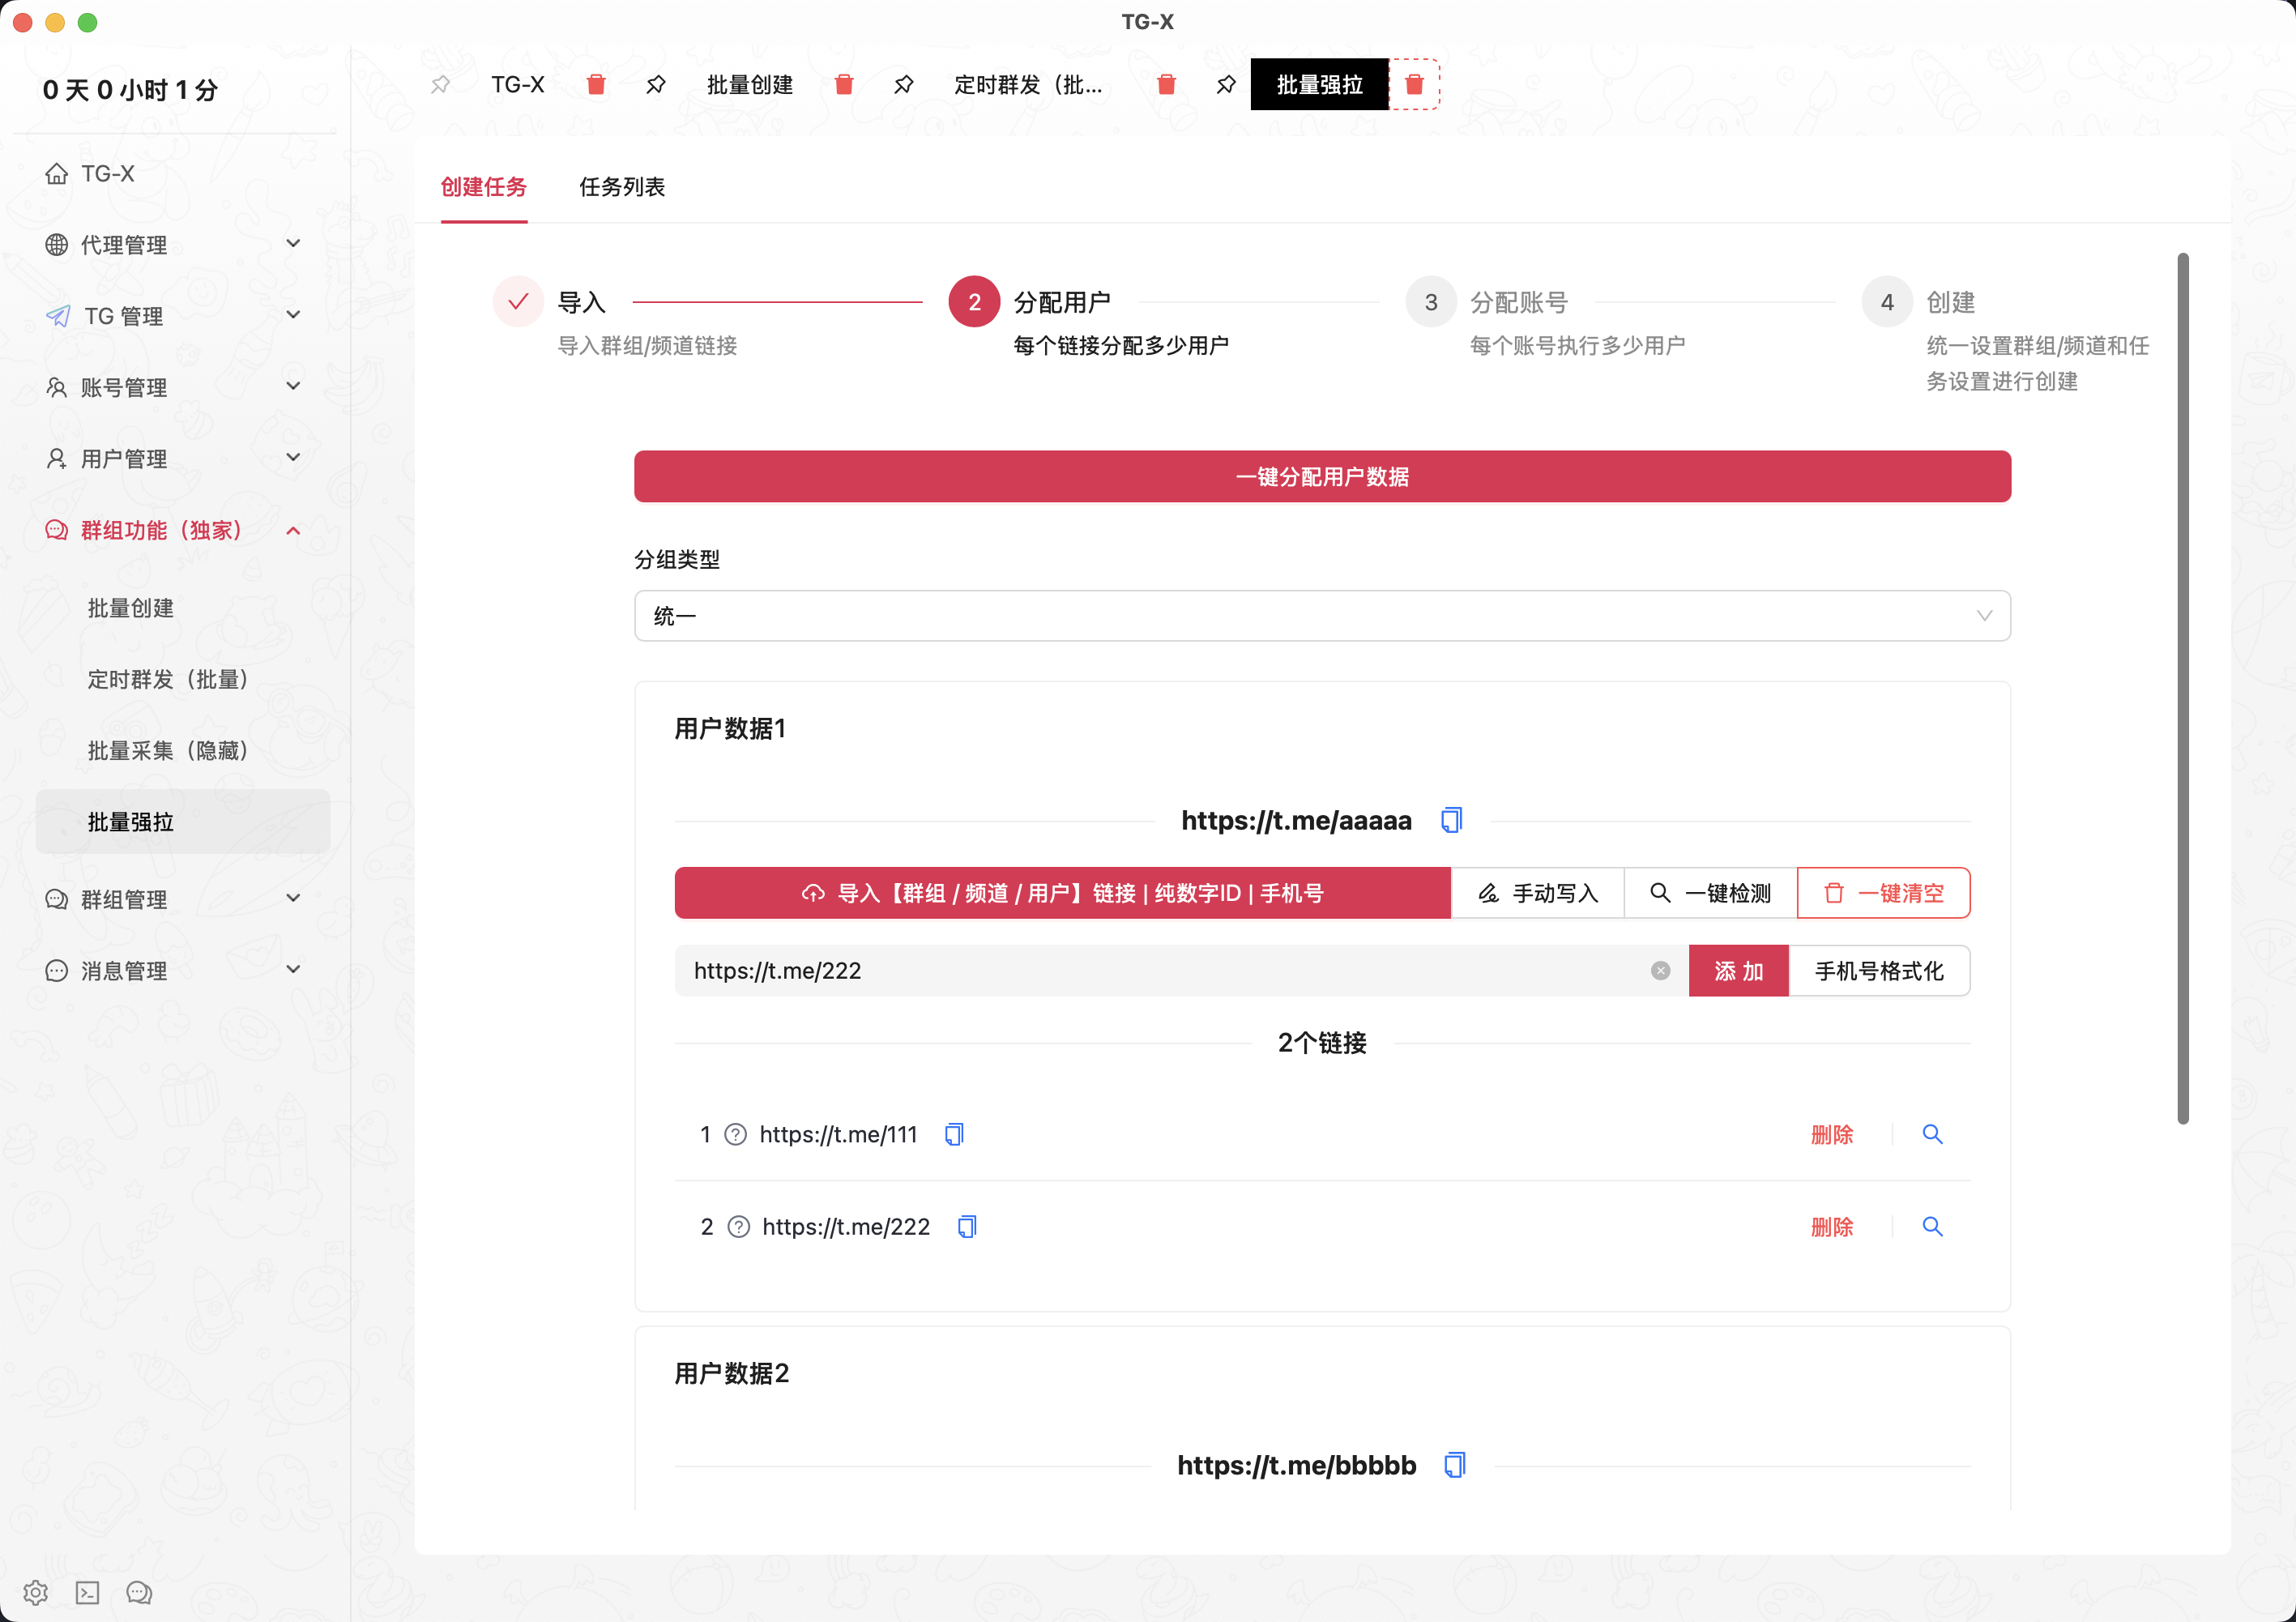 TG-X
0 天 0 小时 1 分
TG-X
代理管理
TG 管理
账号管理
用户管理
群组功能（独家）
批量创建
定时群发（批量）
批量采集（隐藏）
批量强拉
群组管理
消息管理
TG-X 批量创建 定时群发（批... 批量强拉
创建任务 任务列表
导入 2 分配用户 3 分配账号 4 创建
导入群组/频道链接 每个链接分配多少用户 每个账号执行多少用户 统一设置群组/频道和任
务设置进行创建
一键分配用户数据
分组类型
统一
用户数据1
https://t.me/aaaaa
导入【群组 / 频道 / 用户】链接 | 纯数字ID | 手机号 手动写入 一键检测 一键清空
https://t.me/222 添 加 手机号格式化
2个链接
1 https://t.me/111 删除
2 https://t.me/222 删除
用户数据2
https://t.me/bbbbb